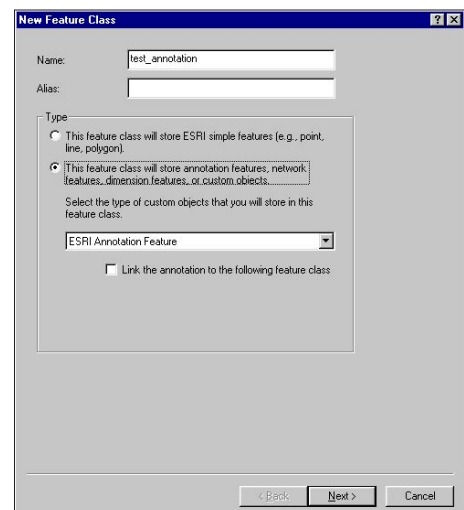 New Feature Class
Name:
test_annotation
Alias:
Type
This feature class will store ESRI simple features (e.g., point,
line, polygon).
This feature class will store annotation features, network
features, dimension features, or custom objects.
Select the type of custom objects that you will store in this
feature class.
ESRI Annotation Feature
Link the annotation to the following feature class
< Back
Next >
Cancel